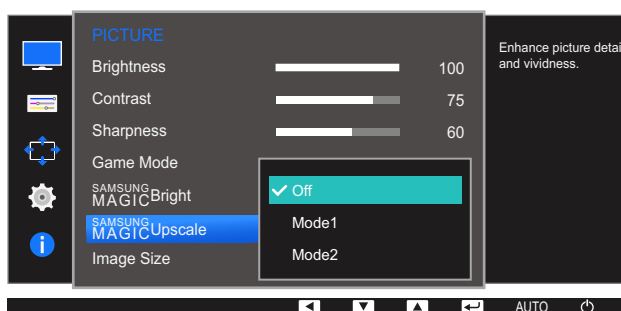 PICTURE
Brightness 100
Contrast 75
Sharpness 60
Game Mode
SAMSUNG MAGIC Bright
SAMSUNG MAGIC Upscale
Image Size
Off
Mode1
Mode2
Enhance picture detai
and vividness.
AUTO